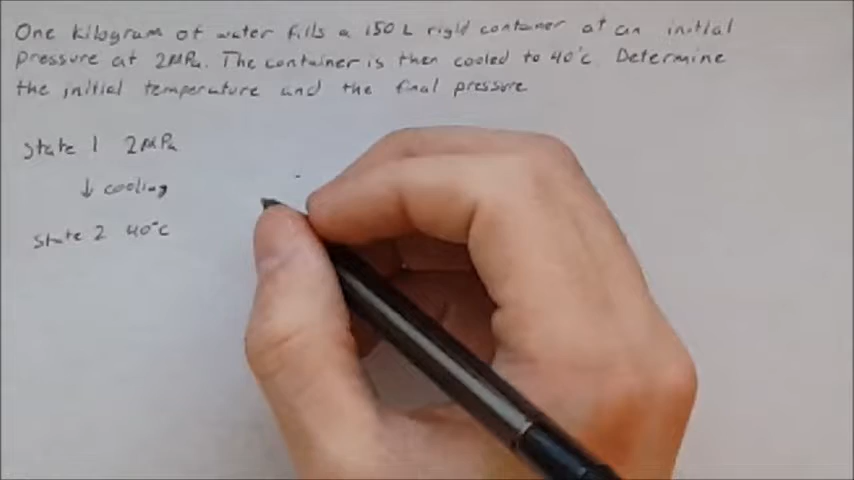 One kilogram of water fills a 150 L rigid container at an initial
pressure of 2MPa. The container is then cooled to 40°C. Determine
the initial temperature and the final pressure
State 1 2MPa
↓ cooling
State 2 40°C